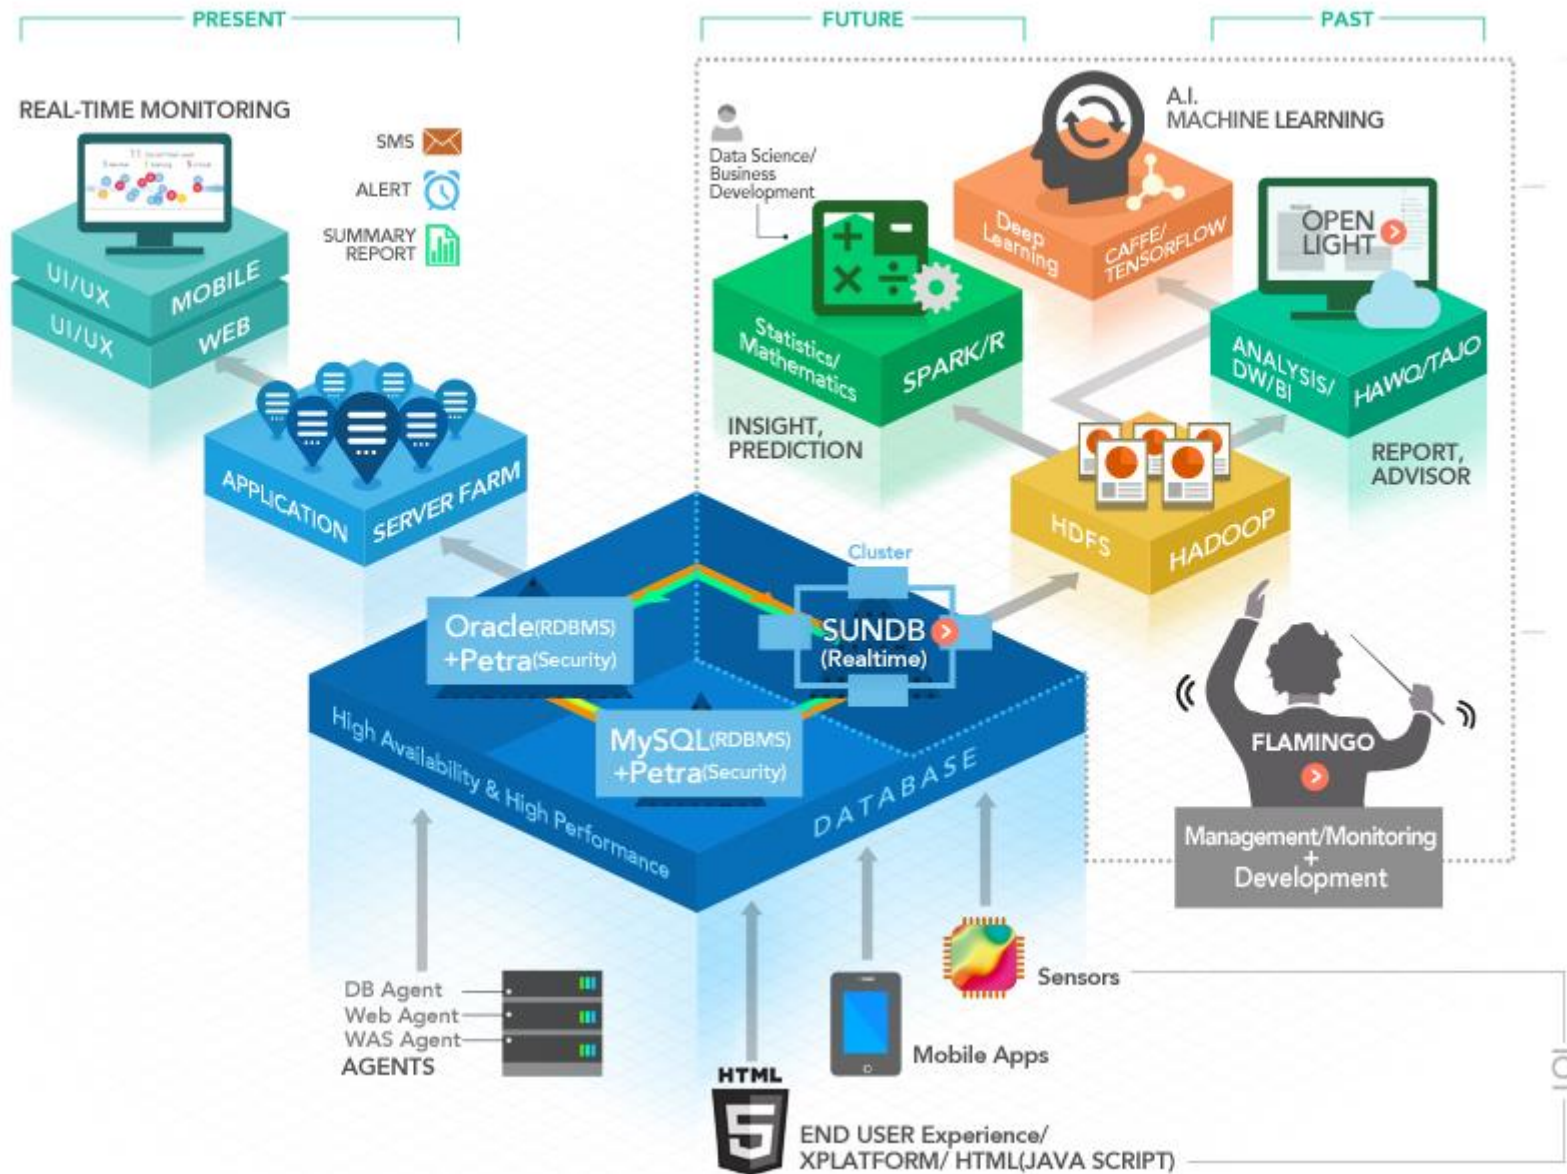 PRESENT
FUTURE
PAST
REAL-TIME MONITORING
SMS
ALERT
SUMMARY
REPORT
UI/UX
MOBILE
UI/UX
WEB
APPLICATION
SERVER FARM
Data Science/
Business
Development
Statistics/
Mathematics
SPARK/R
INSIGHT,
PREDICTION
A.I.
MACHINE LEARNING
Deep
Learning
CAFFE/
TENSORFLOW
OPEN
LIGHT
ANALYSIS/
DW/BI
HAWQ/TAJO
REPORT,
ADVISOR
HDFS
HADOOP
Cluster
Oracle(RDBMS)
+Petra(Security)
SUNDB
(Realtime)
MySQL(RDBMS)
+Petra(Security)
High Availability & High Performance
DATABASE
FLAMINGO
Management/Monitoring
+
Development
DB Agent
Web Agent
WAS Agent
AGENTS
Sensors
Mobile Apps
HTML
5
END USER Experience/
XPLATFORM/ HTML(JAVA SCRIPT)